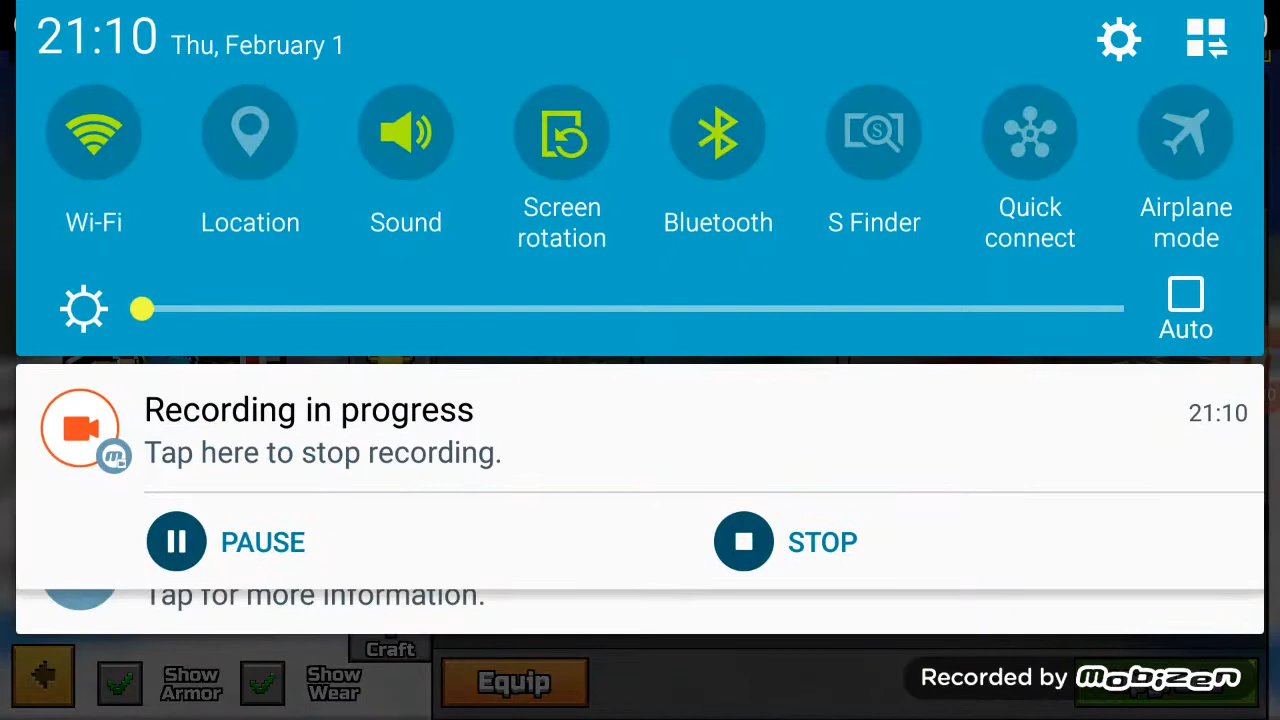 21:10 Thu, February 1
Wi-Fi
Location
Sound
Screen
rotation
Bluetooth
S Finder
Quick
connect
Airplane
mode
Auto
Recording in progress
21:10
Tap here to stop recording.
PAUSE
STOP
Tap for more information.
Craft
Show
Armor
Show
Wear
Equip
Recorded by mobizen